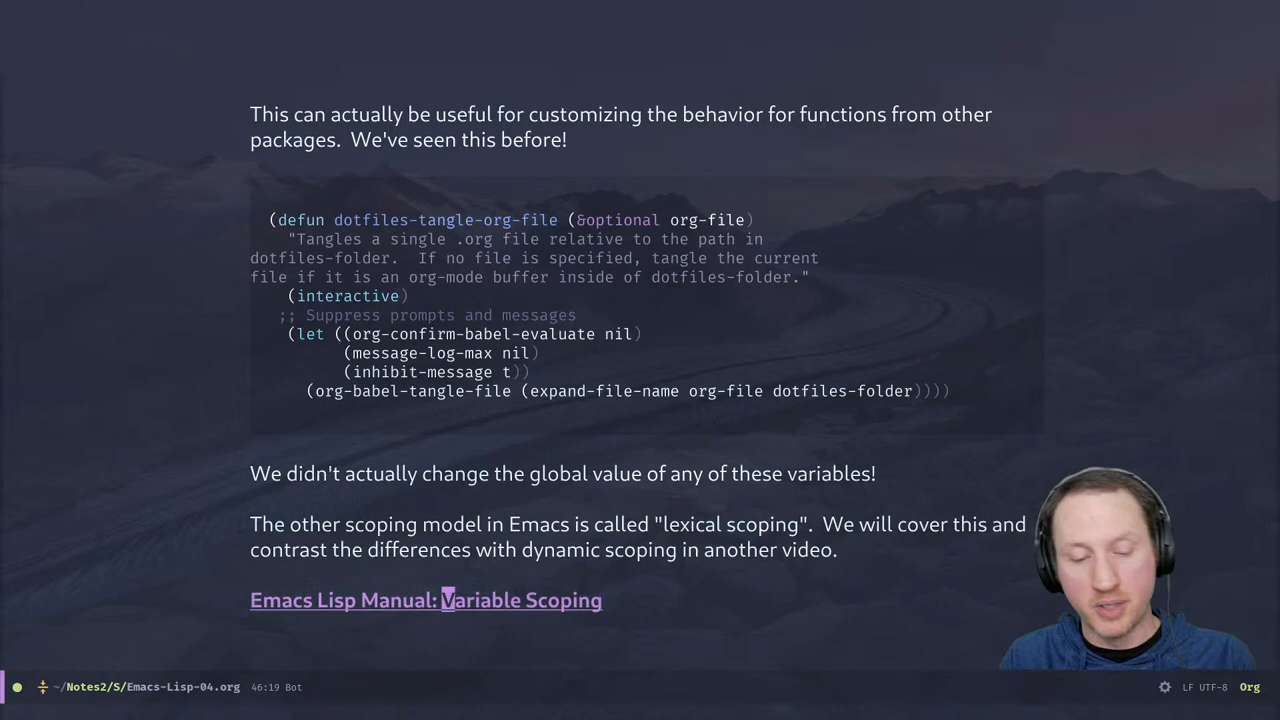 This can actually be useful for customizing the behavior for functions from other
packages.  We've seen this before!
(defun dotfiles-tangle-org-file (&optional org-file)
"Tangles a single .org file relative to the path in
dotfiles-folder.  If no file is specified, tangle the current
file if it is an org-mode buffer inside of dotfiles-folder."
(interactive)
;; Suppress prompts and messages
(let ((org-confirm-babel-evaluate nil)
(message-log-max nil)
(inhibit-message t))
(org-babel-tangle-file (expand-file-name org-file dotfiles-folder))))
We didn't actually change the global value of any of these variables!
The other scoping model in Emacs is called "lexical scoping".  We will cover this and
contrast the differences with dynamic scoping in another video.
Emacs Lisp Manual: Variable Scoping
~/Notes2/S/Emacs-Lisp-04.org 46:19 Bot LF UTF-8 Org